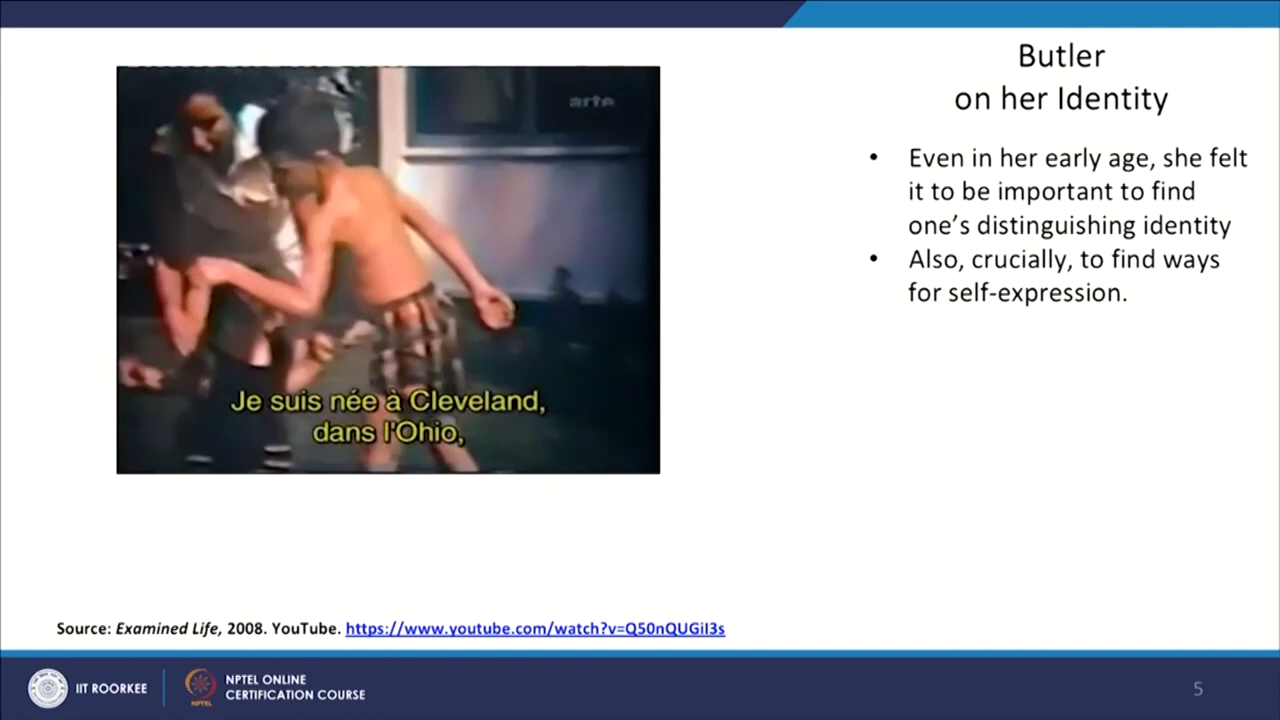 Butler
on her Identity
arte
• Even in her early age, she felt
it to be important to find
one's distinguishing identity
• Also, crucially, to find ways
for self-expression.
Je suis née à Cleveland,
dans l'Ohio,
Source: Examined Life, 2008. YouTube. https://www.youtube.com/watch?v=Q50nQUGiI3s
IIT ROORKEE
NPTEL
NPTEL ONLINE
CERTIFICATION COURSE
5